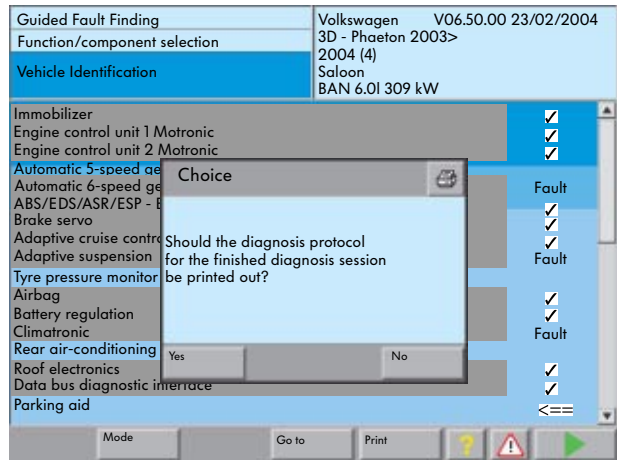 Guided Fault Finding
Function/component selection
Vehicle Identification
Volkswagen V06.50.00 23/02/2004
3D - Phaeton 2003>
2004 (4)
Saloon
BAN 6.0l 309 kW
Immobilizer ✓
Engine control unit 1 Motronic ✓
Engine control unit 2 Motronic ✓
Automatic 5-speed ge
Automatic 6-speed ge Fault
ABS/EDS/ASR/ESP - ✓
Brake servo ✓
Adaptive cruise contro ✓
Adaptive suspension Fault
Tyre pressure monitor
Airbag ✓
Battery regulation ✓
Climatronic Fault
Rear air-conditioning
Roof electronics ✓
Data bus diagnostic interface ✓
Parking aid <==
Choice
Should the diagnosis protocol
for the finished diagnosis session
be printed out?
Yes No
Mode Go to Print ? !